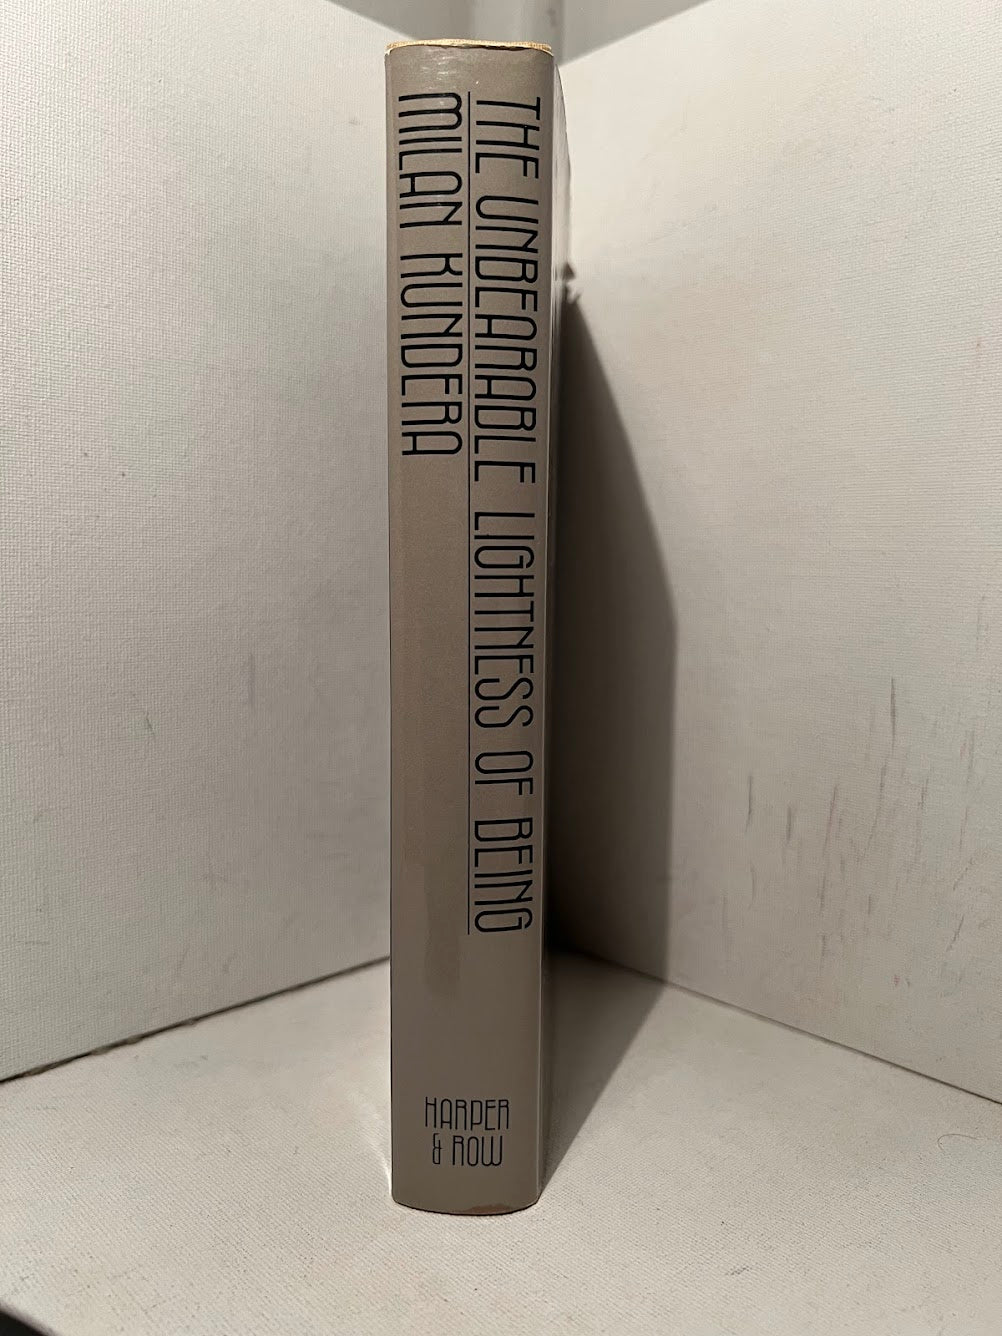 THE UNBEARABLE LIGHTNESS OF BEING
MILAN KUNDERA
HARPER
& ROW